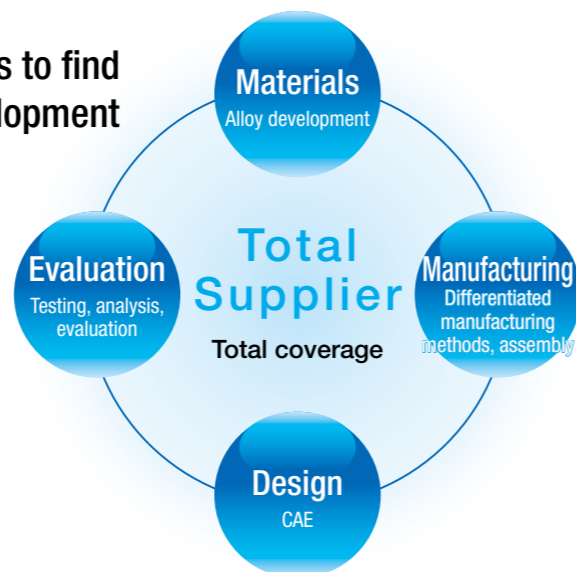 s to find
lopment
Materials
Alloy development
Evaluation
Testing, analysis,
evaluation
Total
Supplier
Total coverage
Manufacturing
Differentiated
manufacturing
methods, assembly
Design
CAE